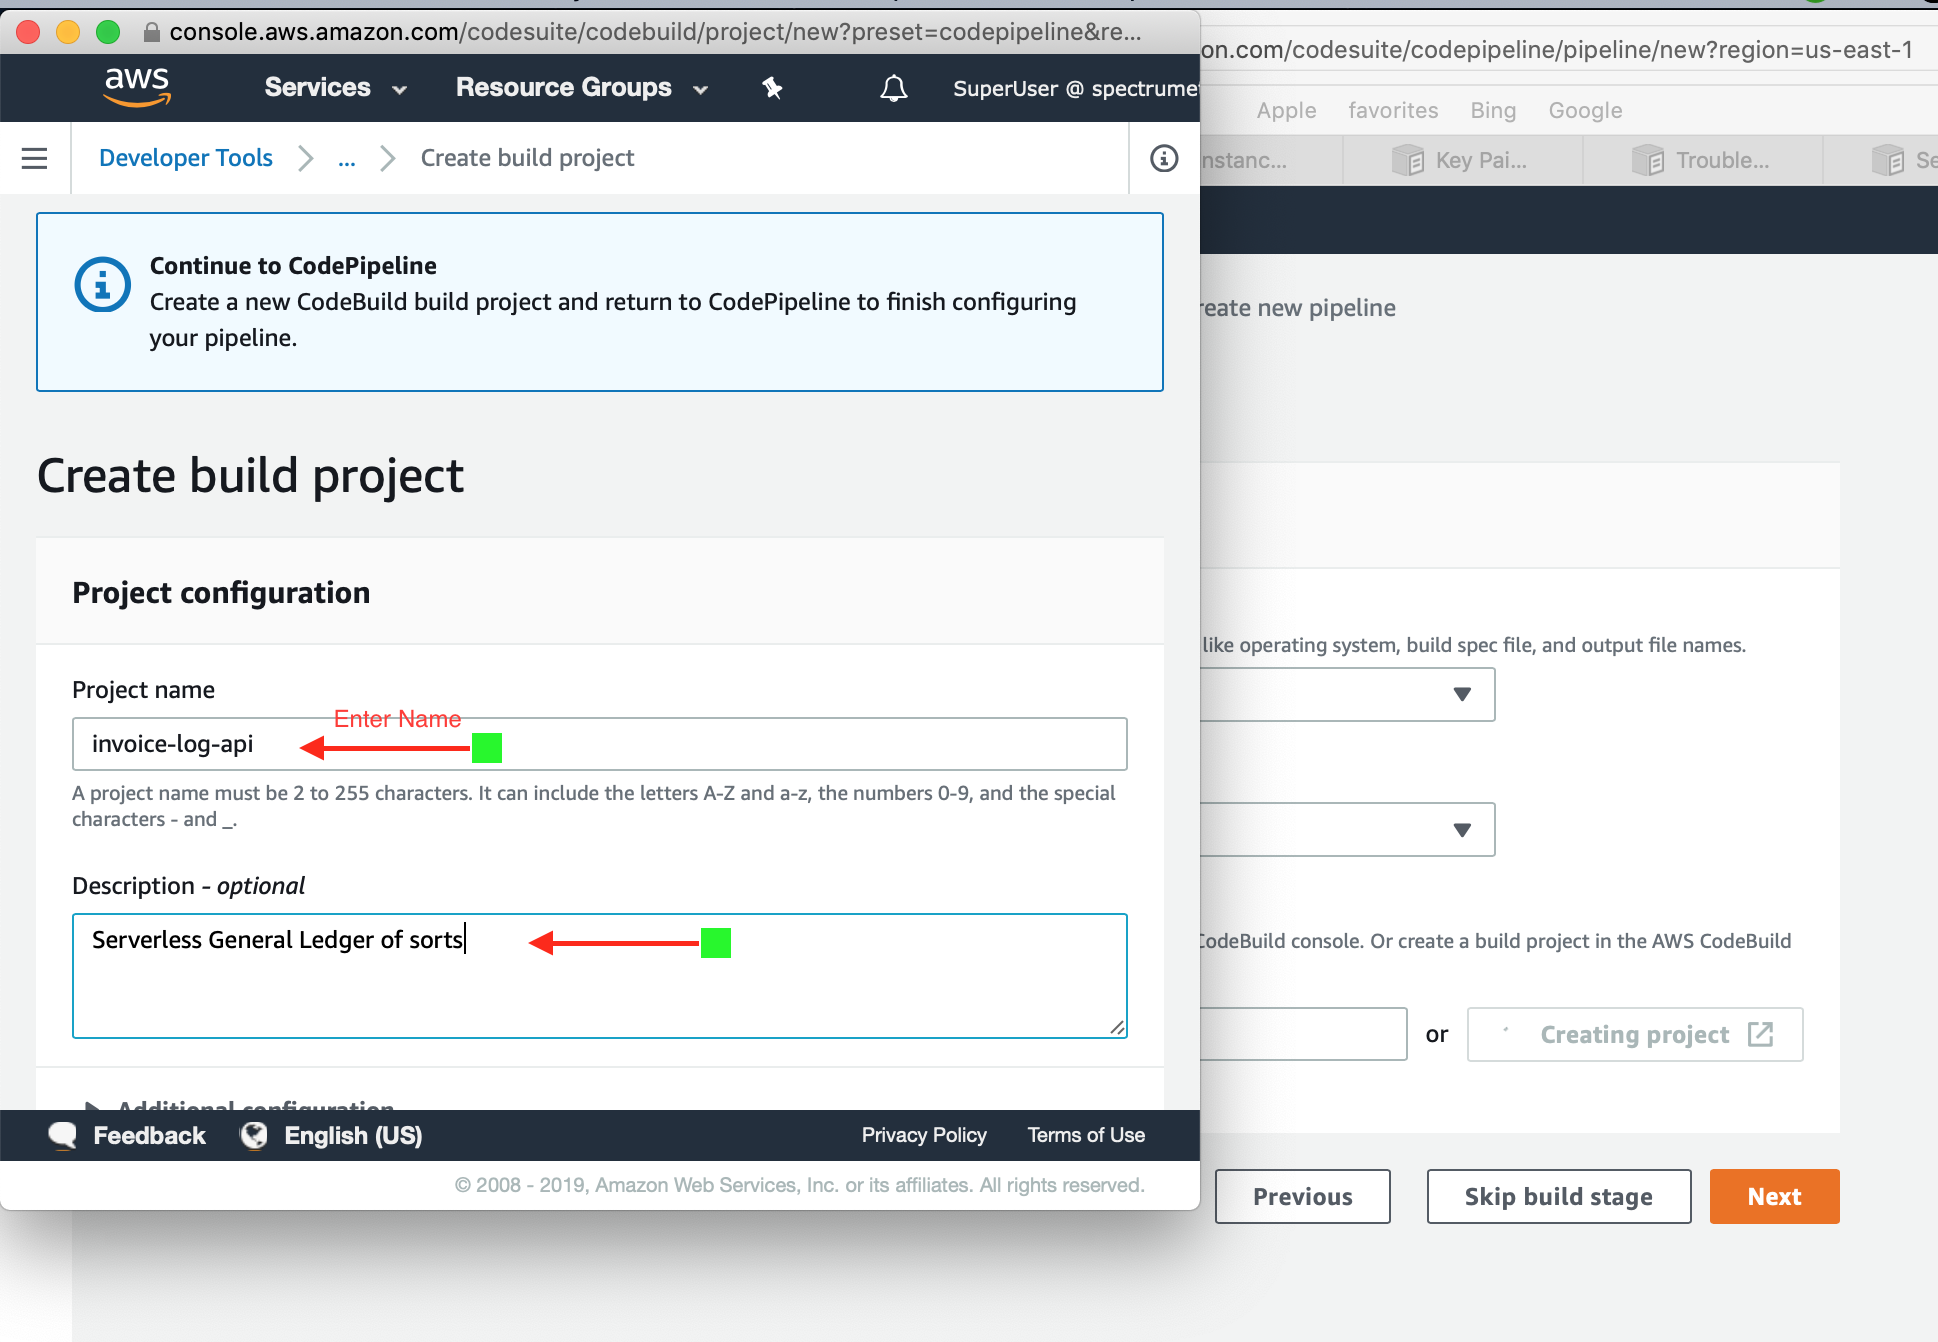 console.aws.amazon.com/codesuite/codebuild/project/new?preset=codepipeline&re...
aws
Services
Resource Groups
SuperUser @ spectrume
Developer Tools
...
Create build project
Continue to CodePipeline
Create a new CodeBuild build project and return to CodePipeline to finish configuring
your pipeline.
Create build project
Project configuration
Project name
Enter Name
invoice-log-api
A project name must be 2 to 255 characters. It can include the letters A-Z and a-z, the numbers 0-9, and the special
characters - and _.
Description - optional
Serverless General Ledger of sorts
Additional configuration
Feedback
English (US)
Privacy Policy
Terms of Use
© 2008 - 2019, Amazon Web Services, Inc. or its affiliates. All rights reserved.
on.com/codesuite/codepipeline/pipeline/new?region=us-east-1
Apple
favorites
Bing
Google
nstanc...
Key Pai...
Trouble...
Se
reate new pipeline
like operating system, build spec file, and output file names.
CodeBuild console. Or create a build project in the AWS CodeBuild
or
Creating project
Previous
Skip build stage
Next